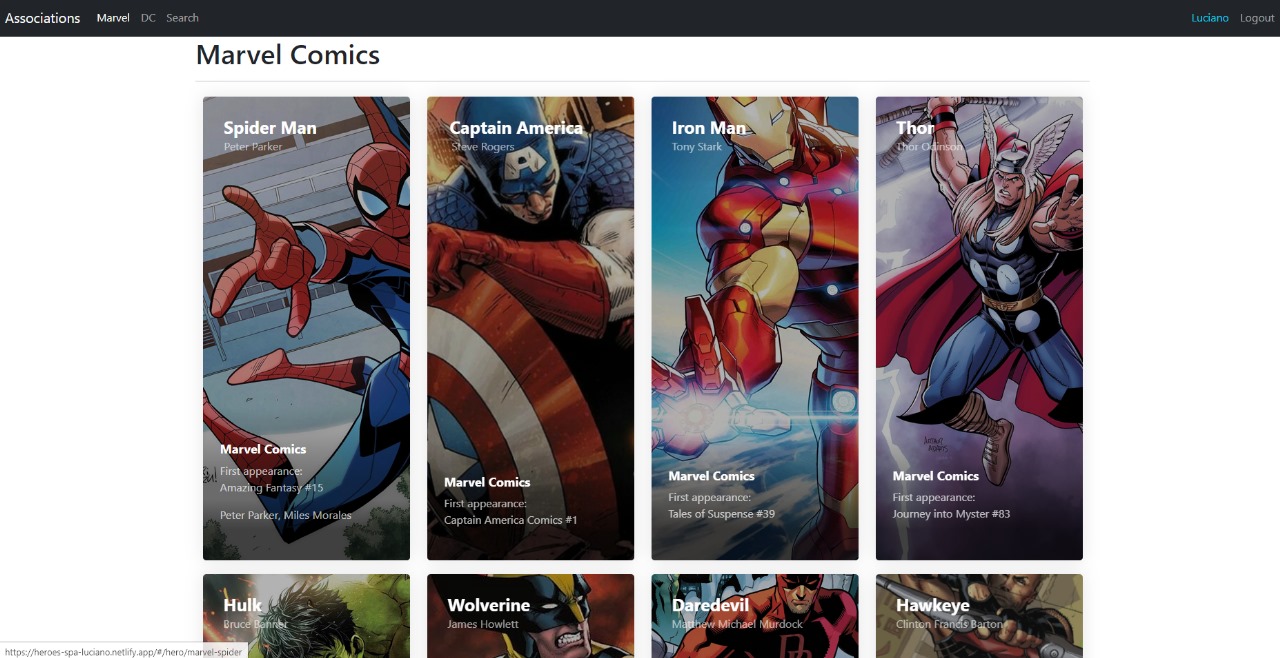 Associations Marvel DC Search Luciano Logout
Marvel Comics
Spider Man
Peter Parker
Marvel Comics
First appearance:
Amazing Fantasy #15
Peter Parker, Miles Morales
Captain America
Steve Rogers
A
Marvel Comics
First appearance:
Captain America Comics #1
Iron Man
Tony Stark
Marvel Comics
First appearance:
Tales of Suspense #39
Thor
Thor Odinson
Marvel Comics
First appearance:
Journey into Myster #83
Hulk
Bruce Banner
Wolverine
James Howlett
Daredevil
Matthew Michael Murdock
Hawkeye
Clinton Francis Barton
https://heroes-spa-luciano.netlify.app/#/hero/marvel-spider